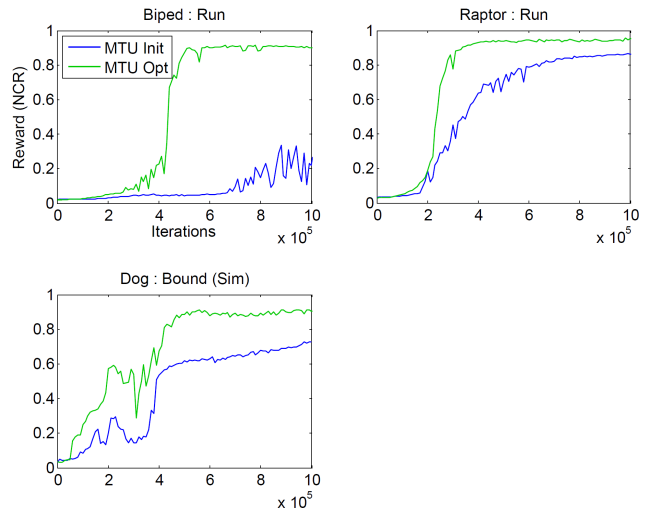 Biped : Run
MTU Init
MTU Opt
Reward (NCR)
1
0.8
0.6
0.4
0.2
0
0 2 4 6 8 10
Iterations
x 10^5
Raptor : Run
1
0.8
0.6
0.4
0.2
0
0 2 4 6 8 10
x 10^5
Dog : Bound (Sim)
1
0.8
0.6
0.4
0.2
0
0 2 4 6 8 10
x 10^5